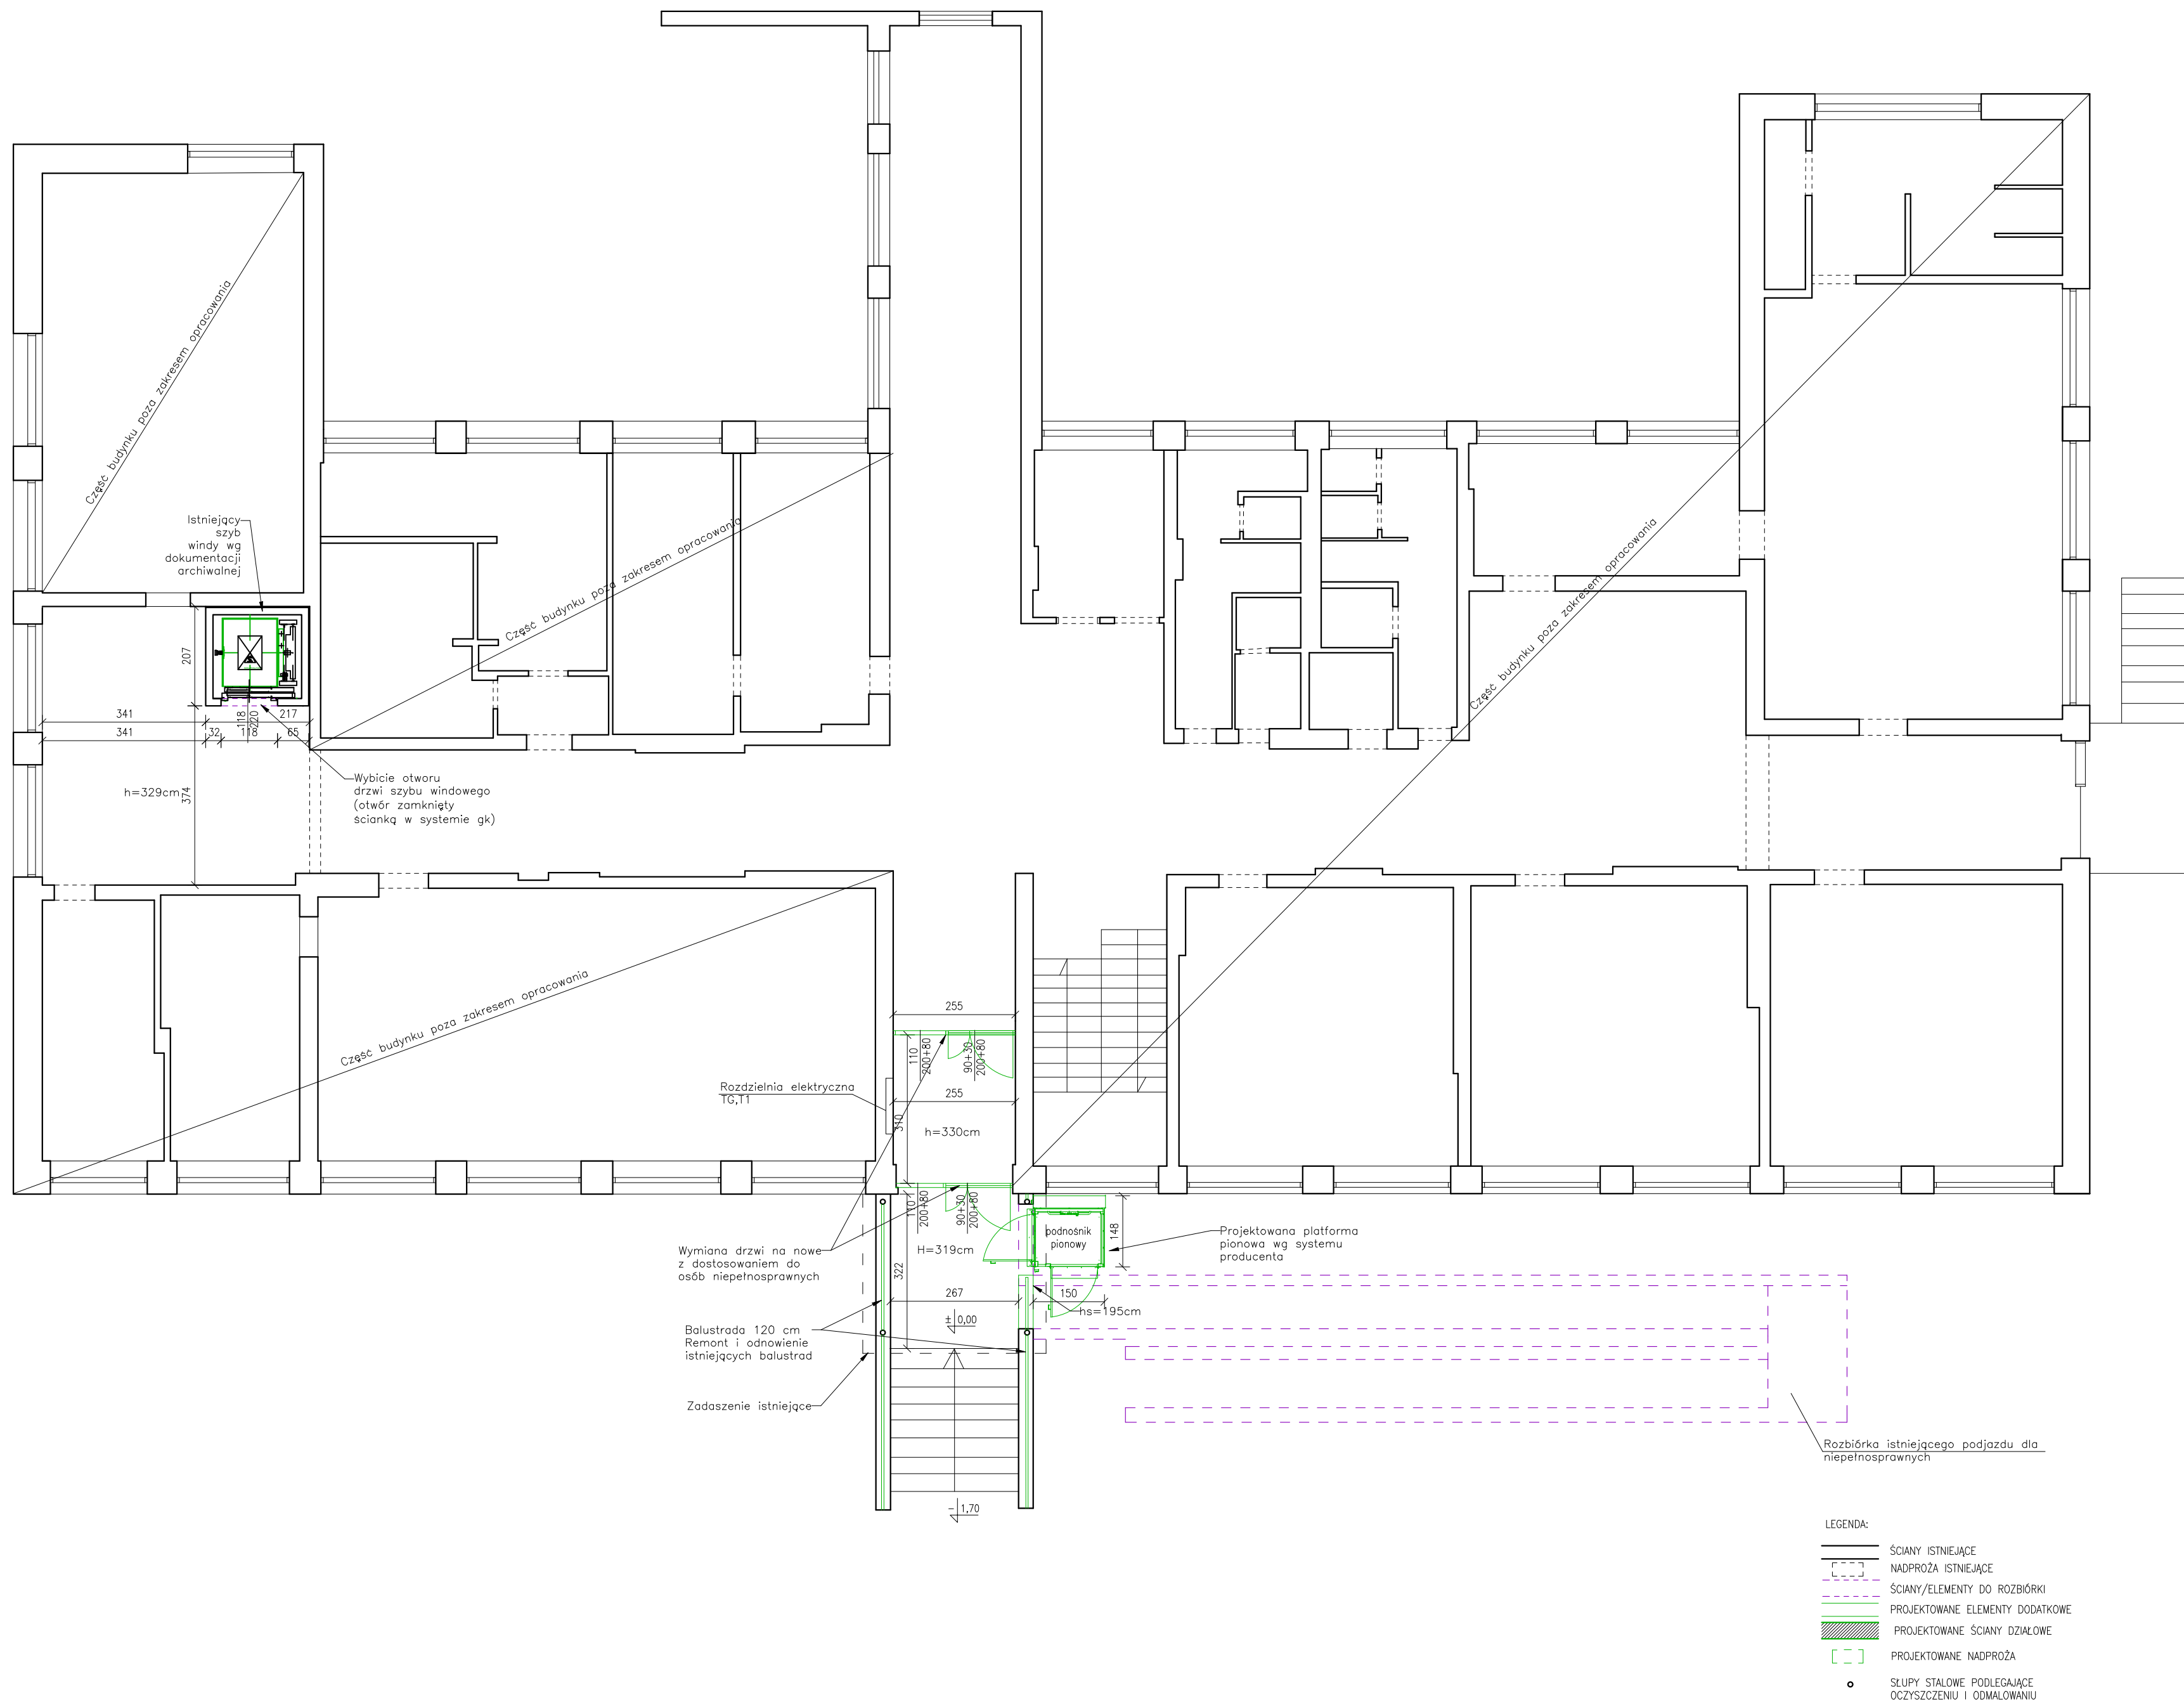 Część budynku poza zakresem opracowania
Istniejący
szyb
windy wg
dokumentacji
archiwalnej
Część budynku poza zakresem opracowania
Część budynku poza zakresem opracowania
207
341
118
220
217
341
32
118
65
h=329cm
374
Wybicie otworu
drzwi szybu windowego
(otwór zamknięty
ścianką w systemie gk)
Część budynku poza zakresem opracowania
255
110
200+80
90+30
200+80
Rozdzielnia elektryczna
TG,T1
255
310
h=330cm
110
200+80
90+30
200+80
H=319cm
322
Wymiana drzwi na nowe
z dostosowaniem do
osób niepełnosprawnych
podnośnik
pionowy
148
Projektowana platforma
pionowa wg systemu
producenta
267
150
hs=195cm
± 0,00
Balustrada 120 cm
Remont i odnowienie
istniejących balustrad
Zadaszenie istniejące
-1,70
Rozbiórka istniejącego podjazdu dla
niepełnosprawnych
LEGENDA:
ŚCIANY ISTNIEJĄCE
NADPROŻA ISTNIEJĄCE
ŚCIANY/ELEMENTY DO ROZBIÓRKI
PROJEKTOWANE ELEMENTY DODATKOWE
PROJEKTOWANE ŚCIANY DZIAŁOWE
PROJEKTOWANE NADPROŻA
SŁUPY STALOWE PODLEGAJĄCE
OCZYSZCZENIU I ODMALOWANIU